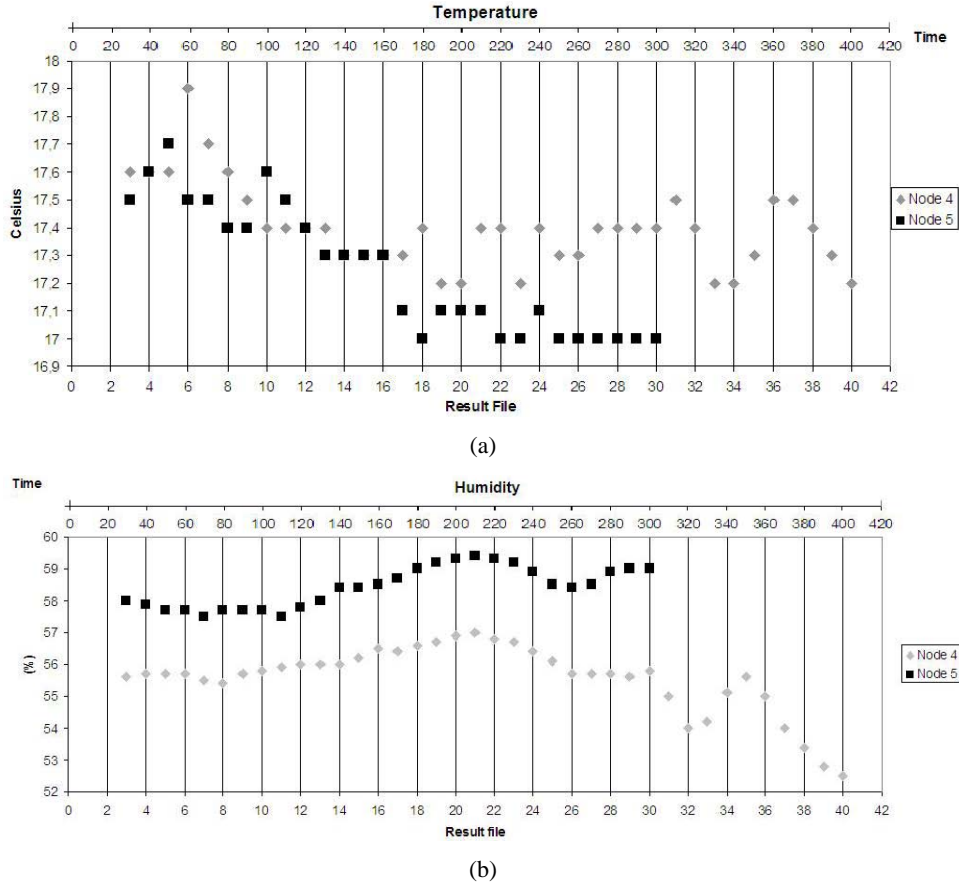 Temperature
0 20 40 60 80 100 120 140 160 180 200 220 240 260 280 300 320 340 360 380 400 420
Time
18
17,9
17,8
17,7
17,6
17,5
17,4
17,3
17,2
17,1
17
16,9
Celsius
Node 4
Node 5
0 2 4 6 8 10 12 14 16 18 20 22 24 26 28 30 32 34 36 38 40 42
Result File
(a)
Time
Humidity
0 20 40 60 80 100 120 140 160 180 200 220 240 260 280 300 320 340 360 380 400 420
60
59
58
57
56
55
54
53
52
(%)
Node 4
Node 5
0 2 4 6 8 10 12 14 16 18 20 22 24 26 28 30 32 34 36 38 40 42
Result file
(b)